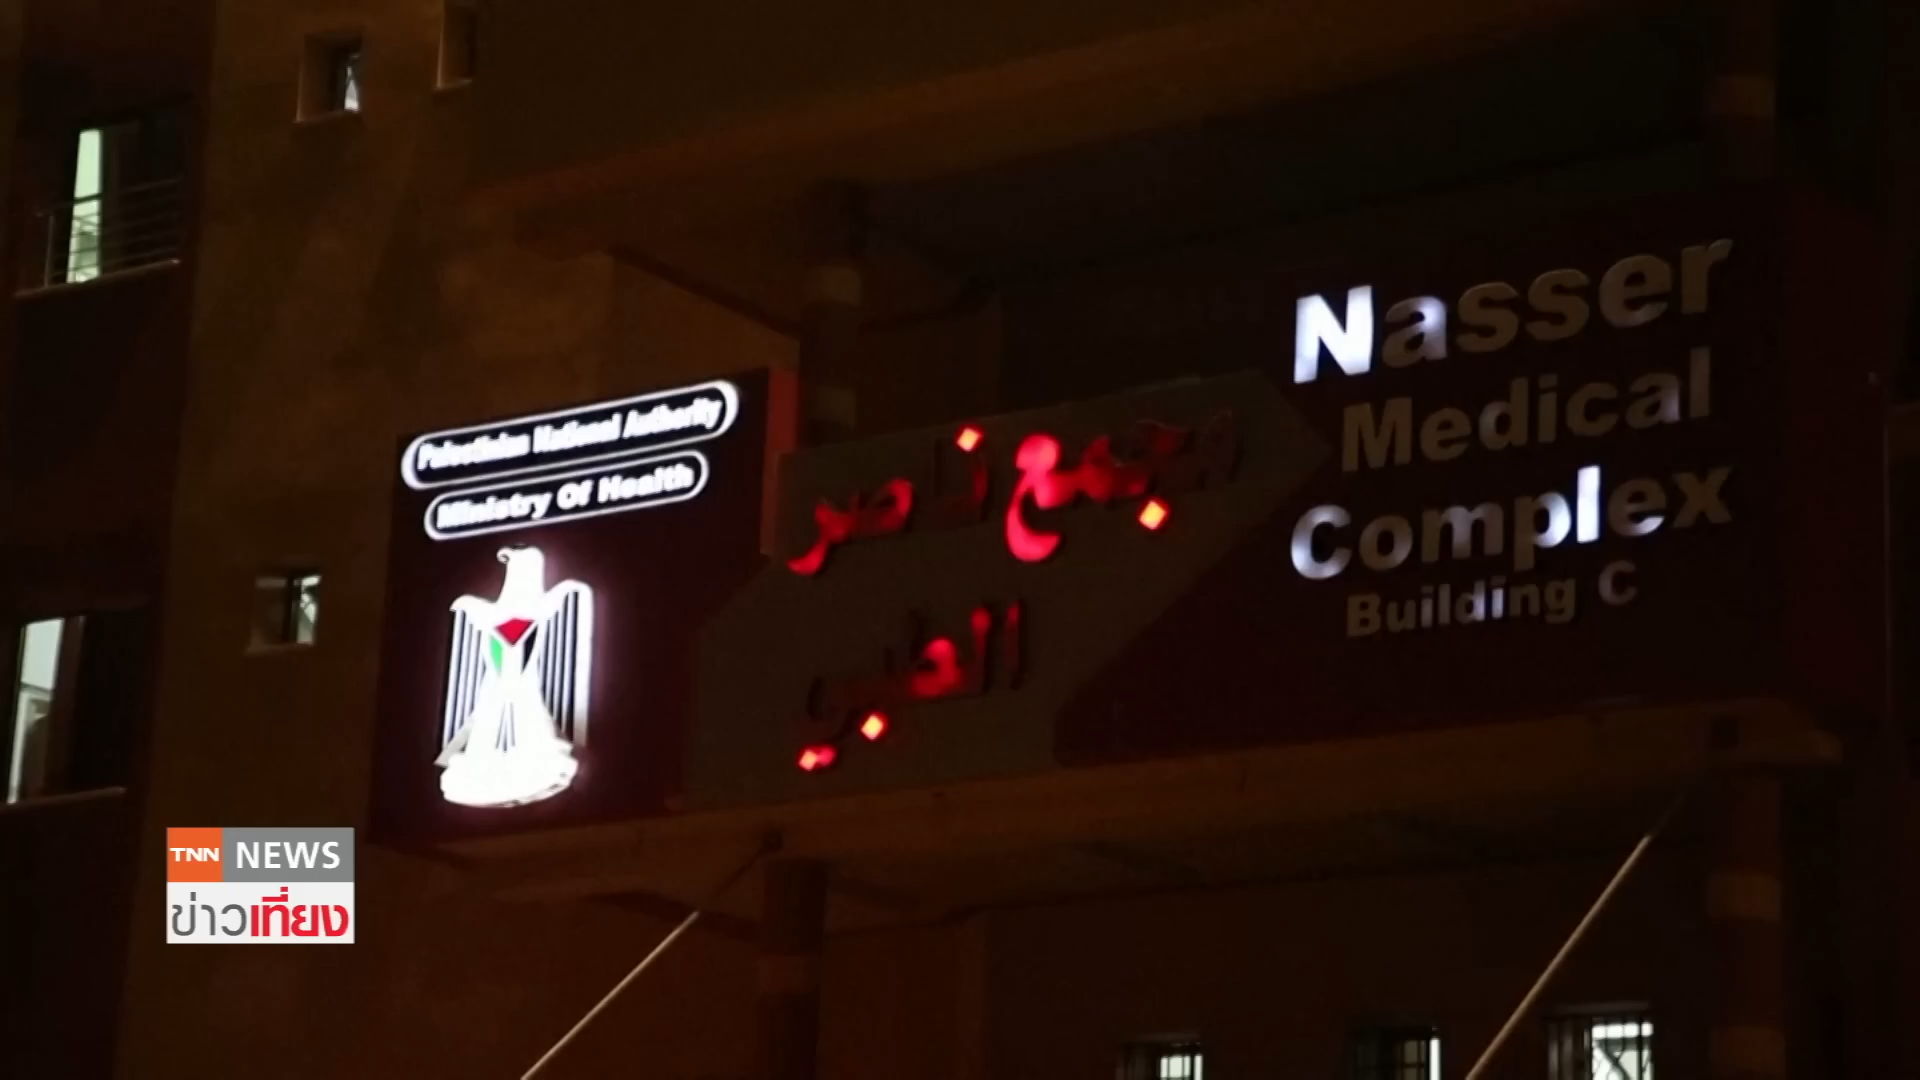 Palestinian National Authority
Ministry Of Health
مجمع ناصر
الطبي
Nasser
Medical
Complex
Building C
TNN NEWS
ข่าวเที่ยง